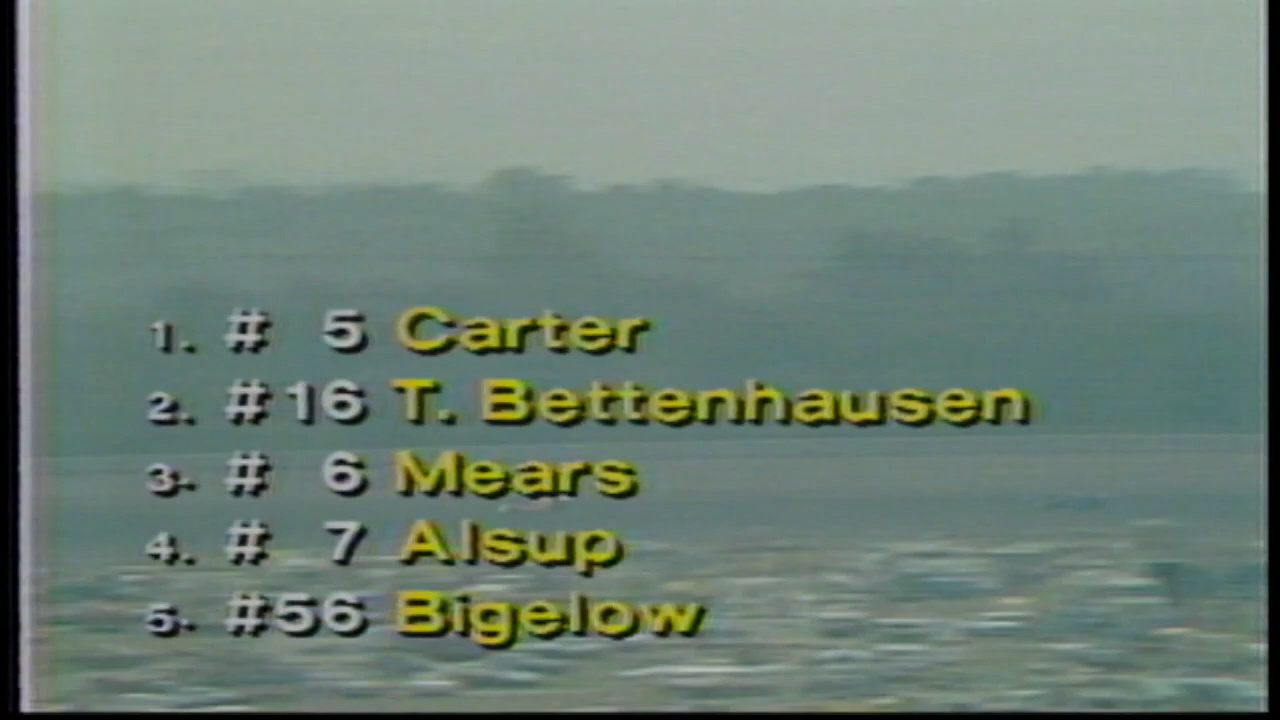 1. # 5 Carter
2. #16 T. Bettenhausen
3. # 6 Mears
4. # 7 Alsup
5. #56 Bigelow